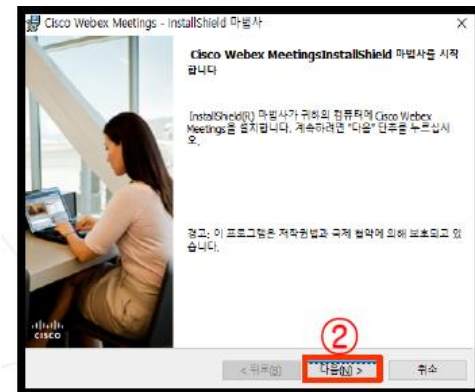 Cisco Webex Meetings - InstallShield 마법사
Cisco Webex MeetingsInstallShield 마법사를 시작
합니다
InstallShield(R) 마법사가 귀하의 컴퓨터에 Cisco Webex
Meetings을 설치합니다. 계속하려면 "다음" 단추를 누르십시
오.
경고: 이 프로그램은 저작권법과 국제 협약에 의해 보호되고 있
습니다.
cisco
②
< 뒤로(B) 다음(N) > 취소